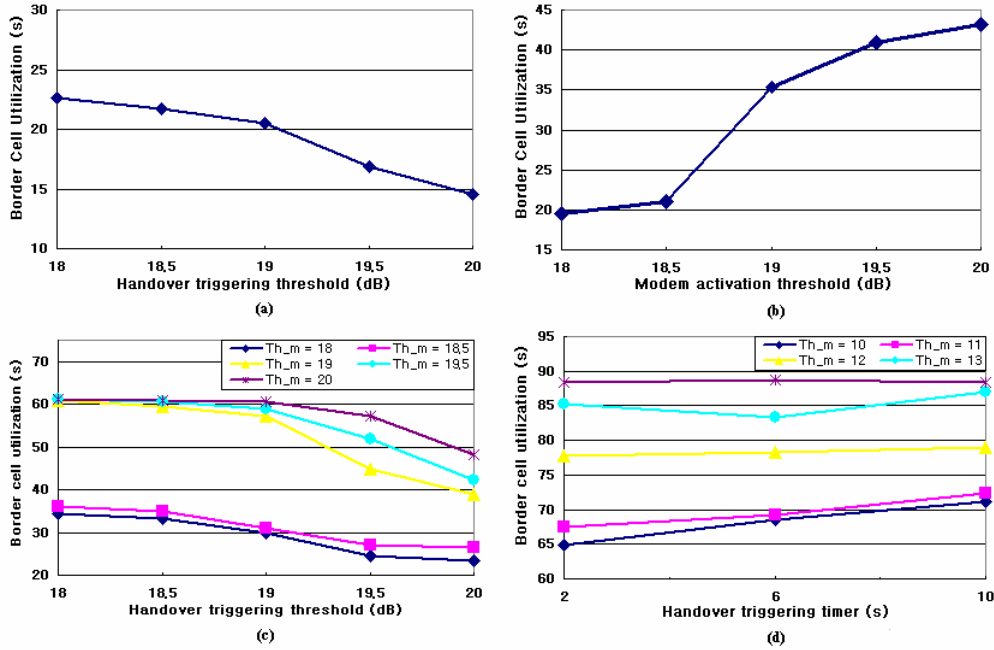 30
25
20
15
10
Border Cell Utilization (s)
18
18,5
19
19,5
20
Handover triggering threshold (dB)
(a)
45
40
35
30
25
20
15
Border Cell Utilization (s)
18
18,5
19
19,5
20
Modem activation threshold (dB)
(b)
Th_m = 18
Th_m = 18,5
Th_m = 19
Th_m = 19,5
Th_m = 20
70
60
50
40
30
20
Border cell utilization (s)
18
18,5
19
19,5
20
Handover triggering threshold (dB)
(c)
Th_m = 10
Th_m = 11
Th_m = 12
Th_m = 13
95
90
85
80
75
70
65
60
Border cell utilization (s)
2
6
10
Handover triggering timer (s)
(d)